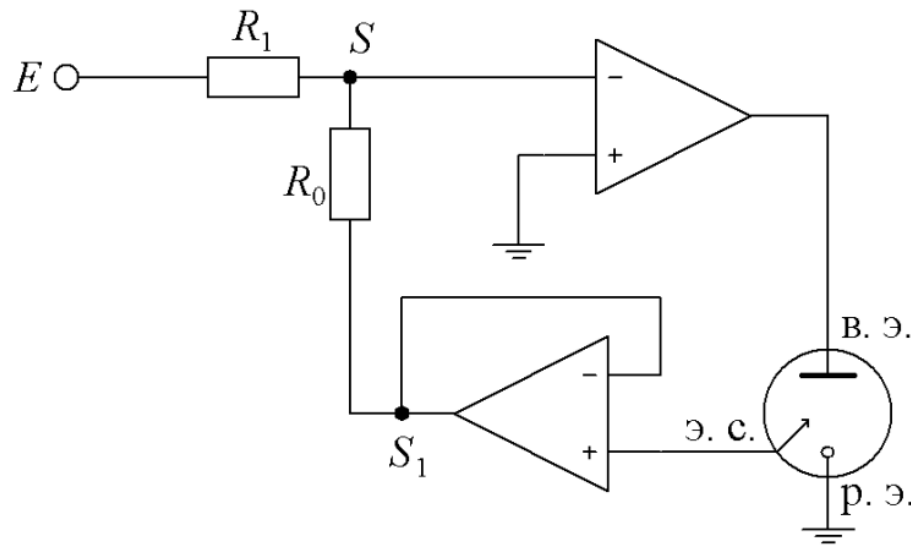 R₁
S
E
−
+
R₀
в. э.
−
э. с.
+
S₁
р. э.